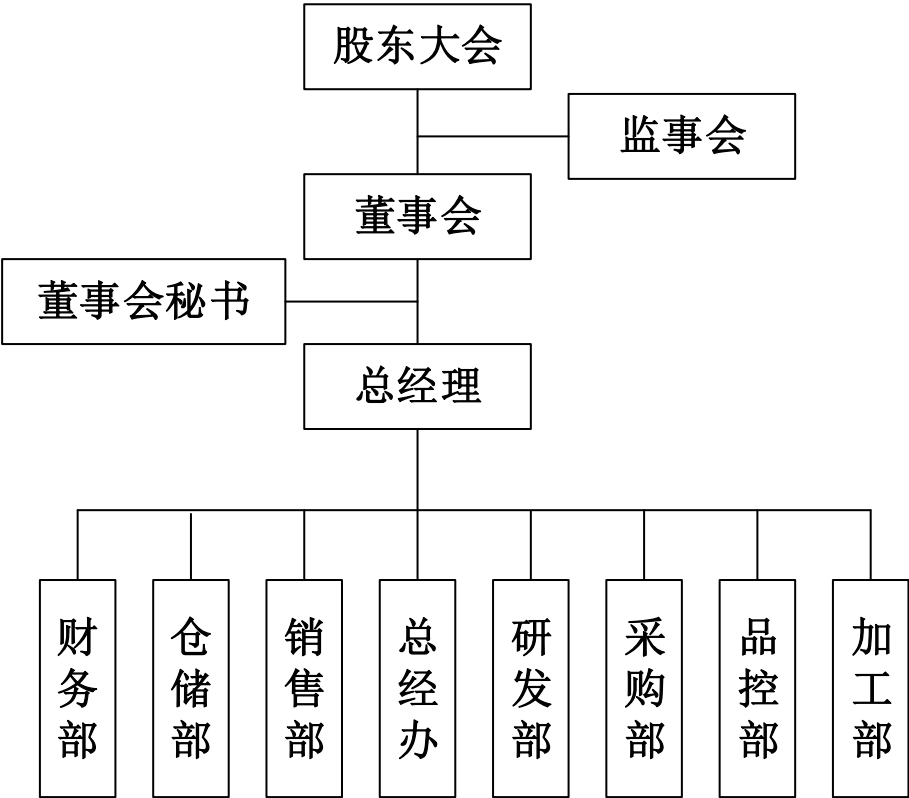 股东大会
监事会
董事会
董事会秘书
总经理
财务部
仓储部
销售部
总经办
研发部
采购部
品控部
加工部